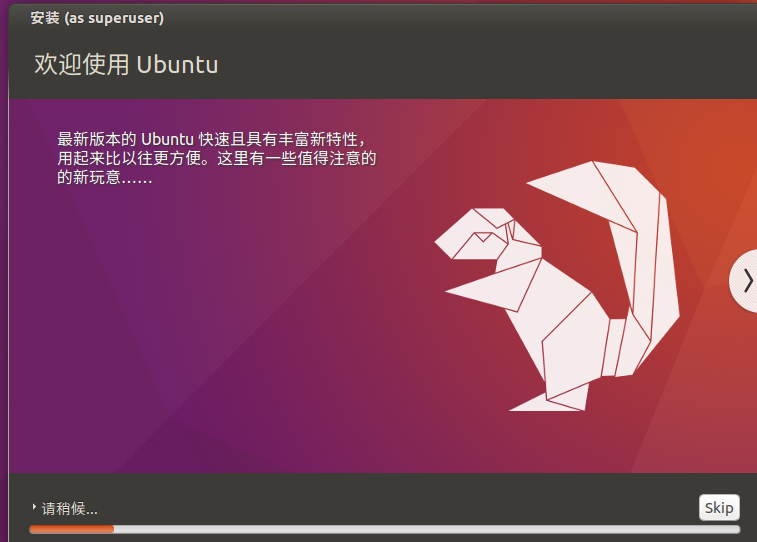 安装 (as superuser)
欢迎使用 Ubuntu
最新版本的 Ubuntu 快速且具有丰富新特性，
用起来比以往更方便。这里有一些值得注意的
的新玩意……
请稍候...
Skip